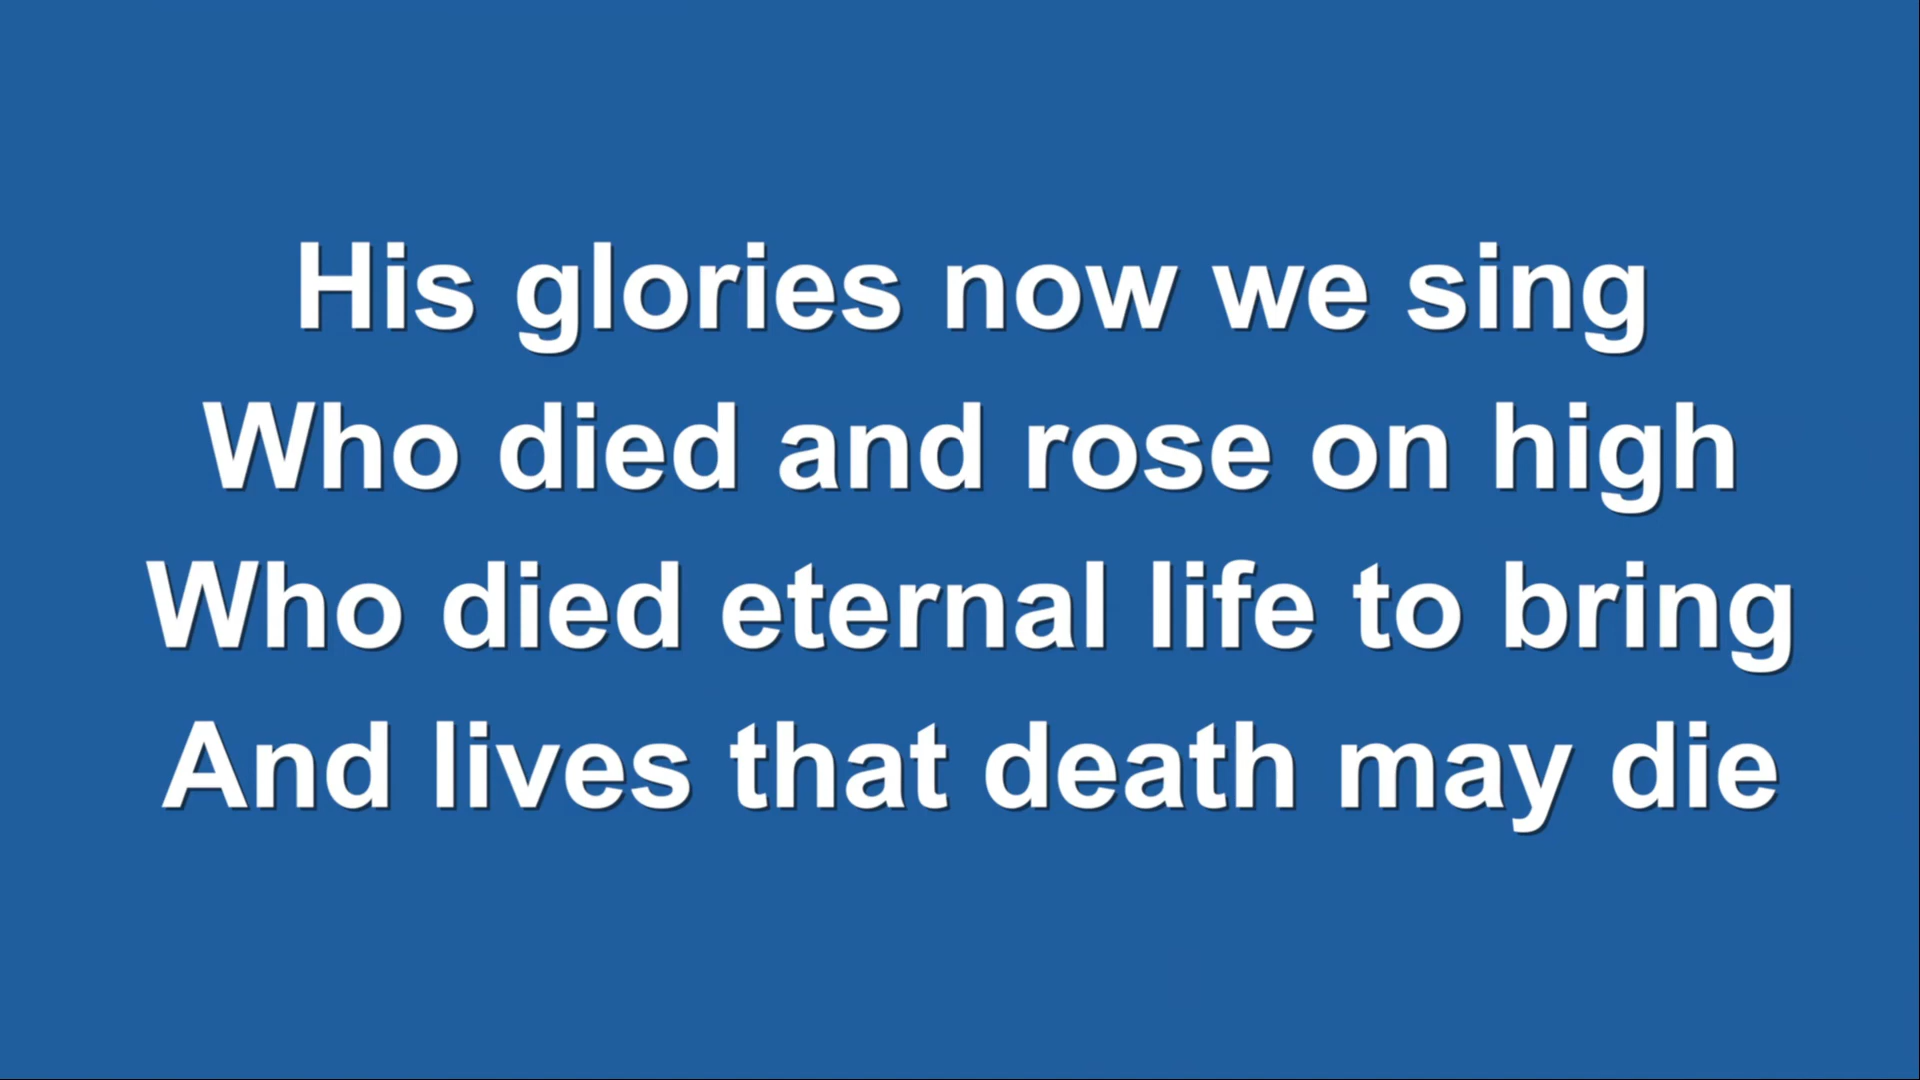 His glories now we sing
Who died and rose on high
Who died eternal life to bring
And lives that death may die